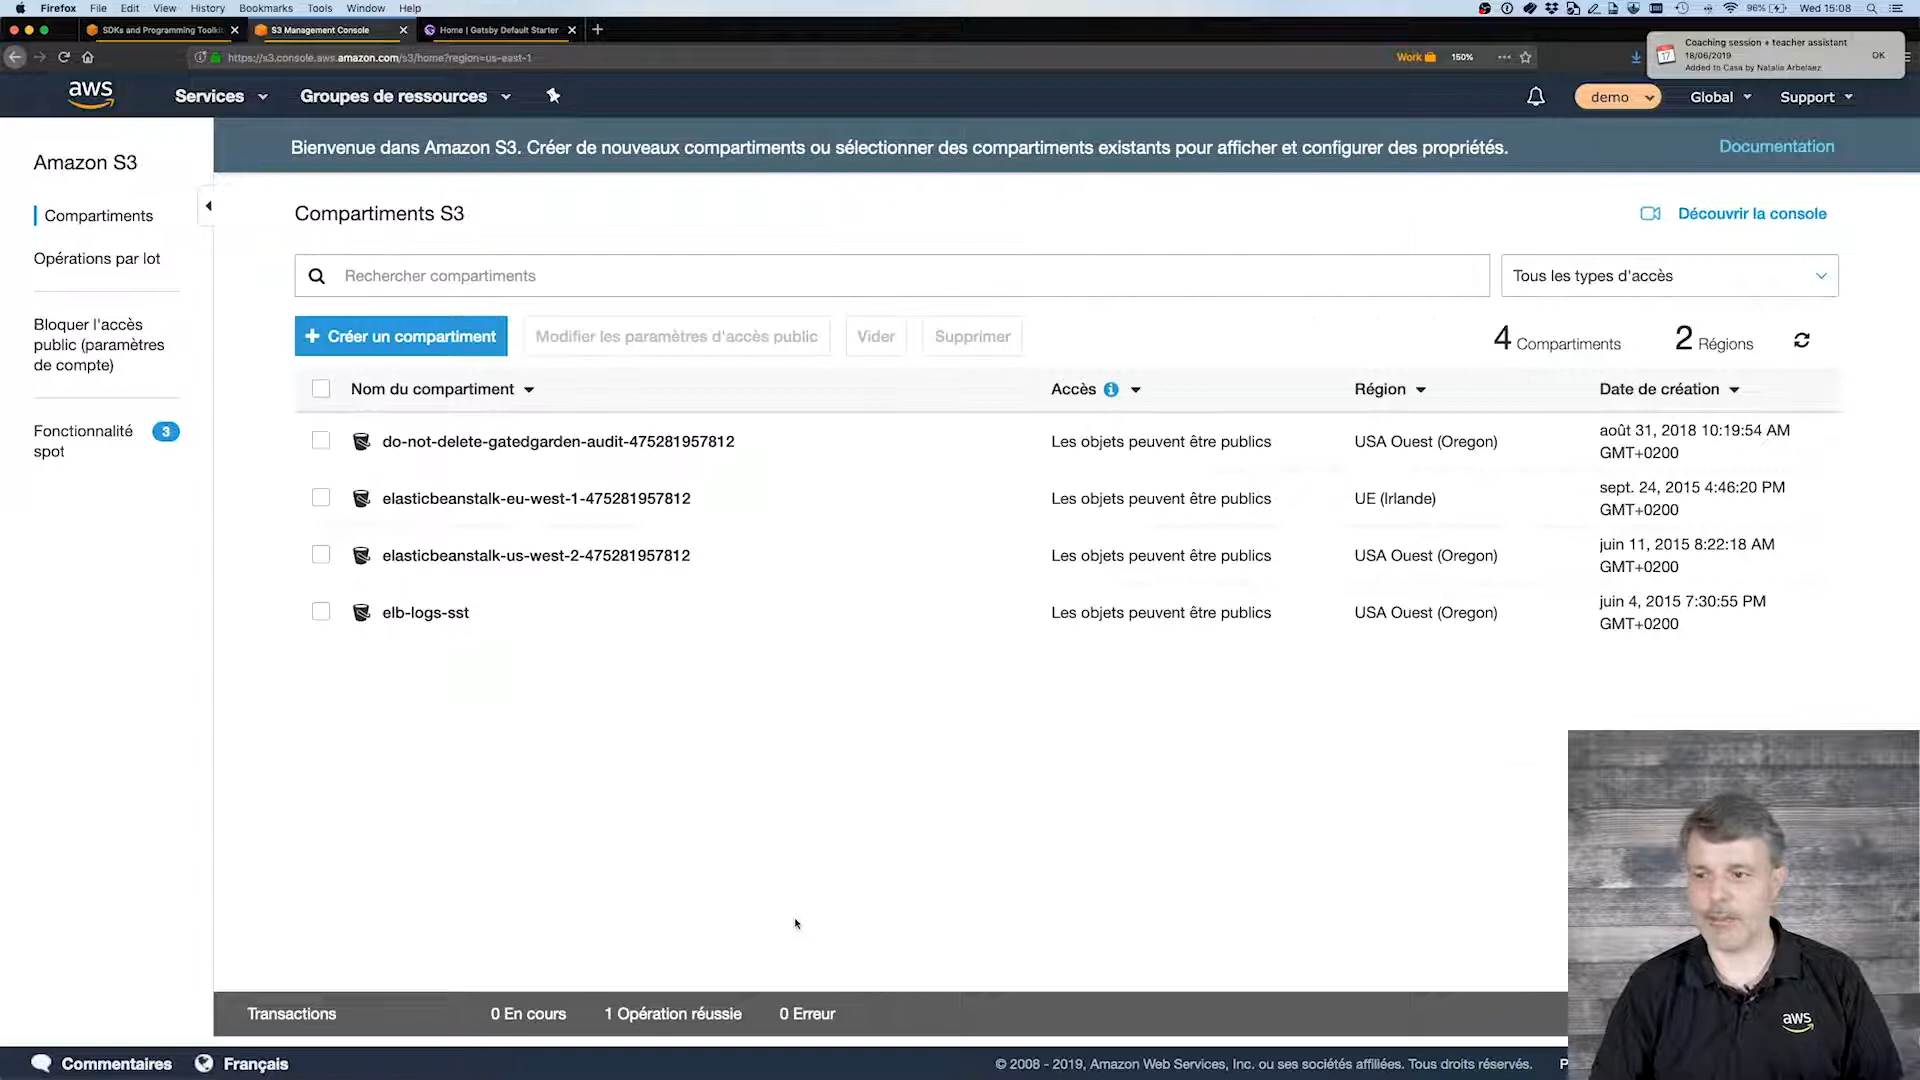 Firefox File Edit View History Bookmarks Tools Window Help
96% Wed 15:08
SDKs and Programming Toolkit
S3 Management Console
Home | Gatsby Default Starter
https://s3.console.aws.amazon.com/s3/home?region=us-east-1
Work
150%
17
Coaching session + teacher assistant
18/06/2019
Added to Casa by Natalia Arbelaez
OK
aws
Services
Groupes de ressources
demo
Global
Support
Amazon S3
Compartiments
Opérations par lot
Bloquer l'accès
public (paramètres
de compte)
Fonctionnalité
spot
3
Bienvenue dans Amazon S3. Créer de nouveaux compartiments ou sélectionner des compartiments existants pour afficher et configurer des propriétés.
Documentation
Compartiments S3
Découvrir la console
Rechercher compartiments
Tous les types d'accès
+ Créer un compartiment
Modifier les paramètres d'accès public
Vider
Supprimer
4 Compartiments
2 Régions
Nom du compartiment
Accès
Région
Date de création
do-not-delete-gatedgarden-audit-475281957812
Les objets peuvent être publics
USA Ouest (Oregon)
août 31, 2018 10:19:54 AM
GMT+0200
elasticbeanstalk-eu-west-1-475281957812
Les objets peuvent être publics
UE (Irlande)
sept. 24, 2015 4:46:20 PM
GMT+0200
elasticbeanstalk-us-west-2-475281957812
Les objets peuvent être publics
USA Ouest (Oregon)
juin 11, 2015 8:22:18 AM
GMT+0200
elb-logs-sst
Les objets peuvent être publics
USA Ouest (Oregon)
juin 4, 2015 7:30:55 PM
GMT+0200
Transactions
0 En cours
1 Opération réussie
0 Erreur
aws
Commentaires
Français
© 2008 - 2019, Amazon Web Services, Inc. ou ses sociétés affiliées. Tous droits réservés.